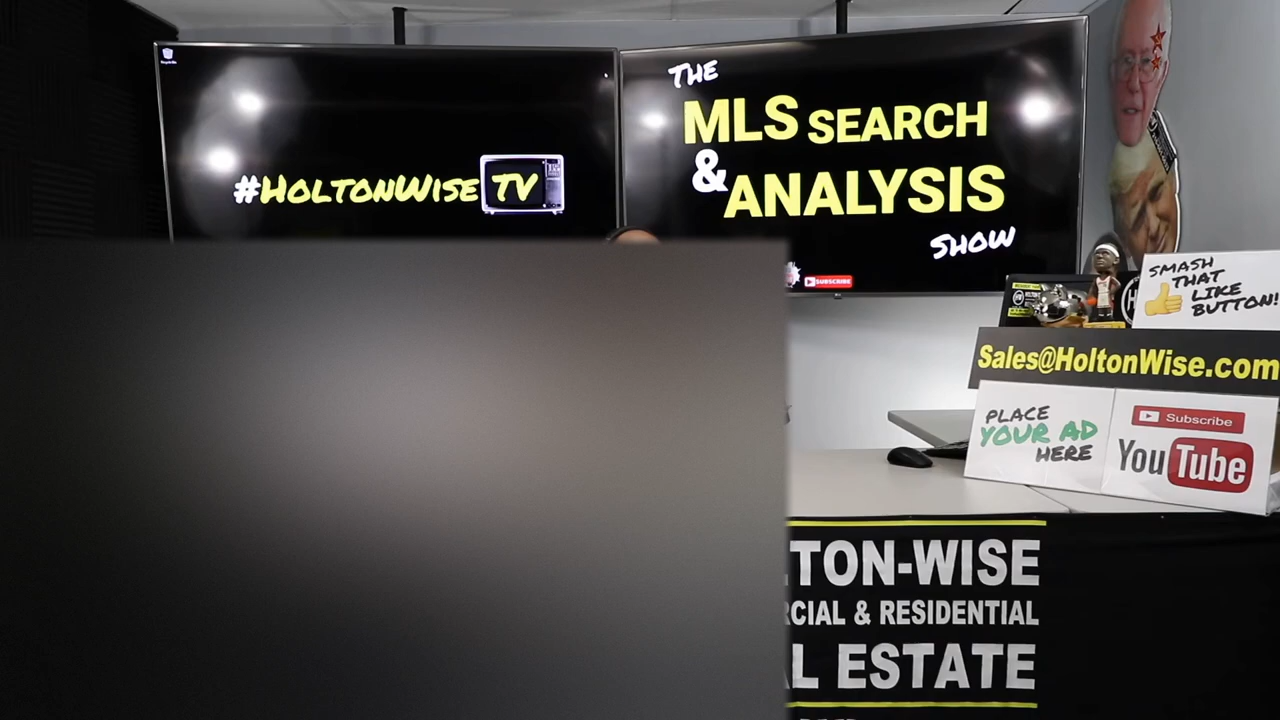 #HOLTONWISE TV
THE
MLS SEARCH
& ANALYSIS
SHOW
SUBSCRIBE
SMASH
THAT
LIKE
BUTTON!
Sales@HoltonWise.com
PLACE
YOUR AD
HERE
Subscribe
YouTube
TON-WISE
CIAL & RESIDENTIAL
L ESTATE